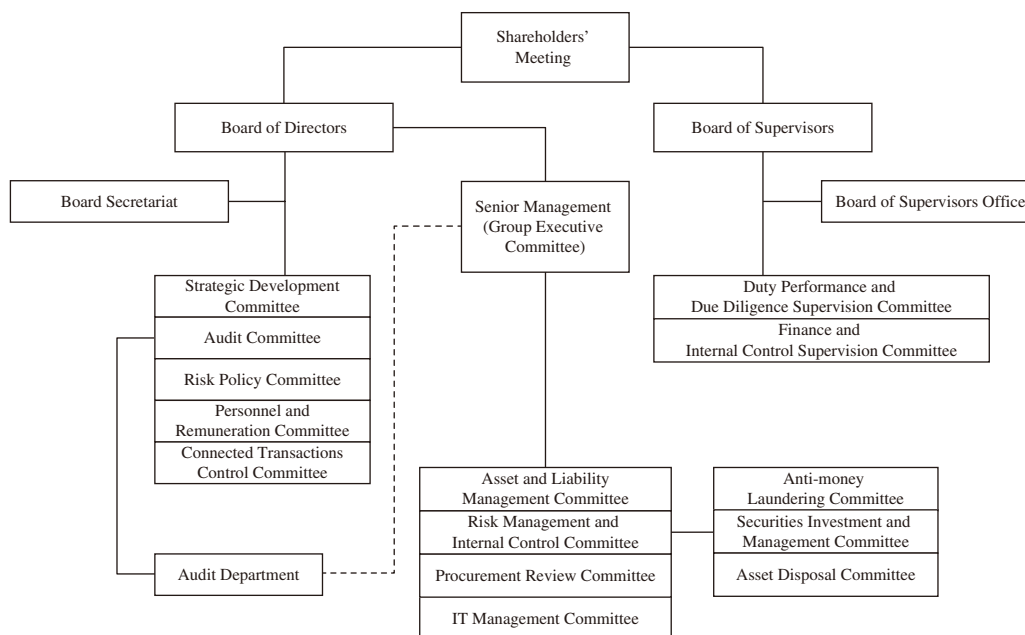 Shareholders’
Meeting
Board of Directors
Board of Supervisors
Board Secretariat
Senior Management
(Group Executive
Committee)
Board of Supervisors Office
Strategic Development
Committee
Audit Committee
Risk Policy Committee
Personnel and
Remuneration Committee
Connected Transactions
Control Committee
Duty Performance and
Due Diligence Supervision Committee
Finance and
Internal Control Supervision Committee
Audit Department
Asset and Liability
Management Committee
Risk Management and
Internal Control Committee
Procurement Review Committee
IT Management Committee
Anti-money
Laundering Committee
Securities Investment and
Management Committee
Asset Disposal Committee